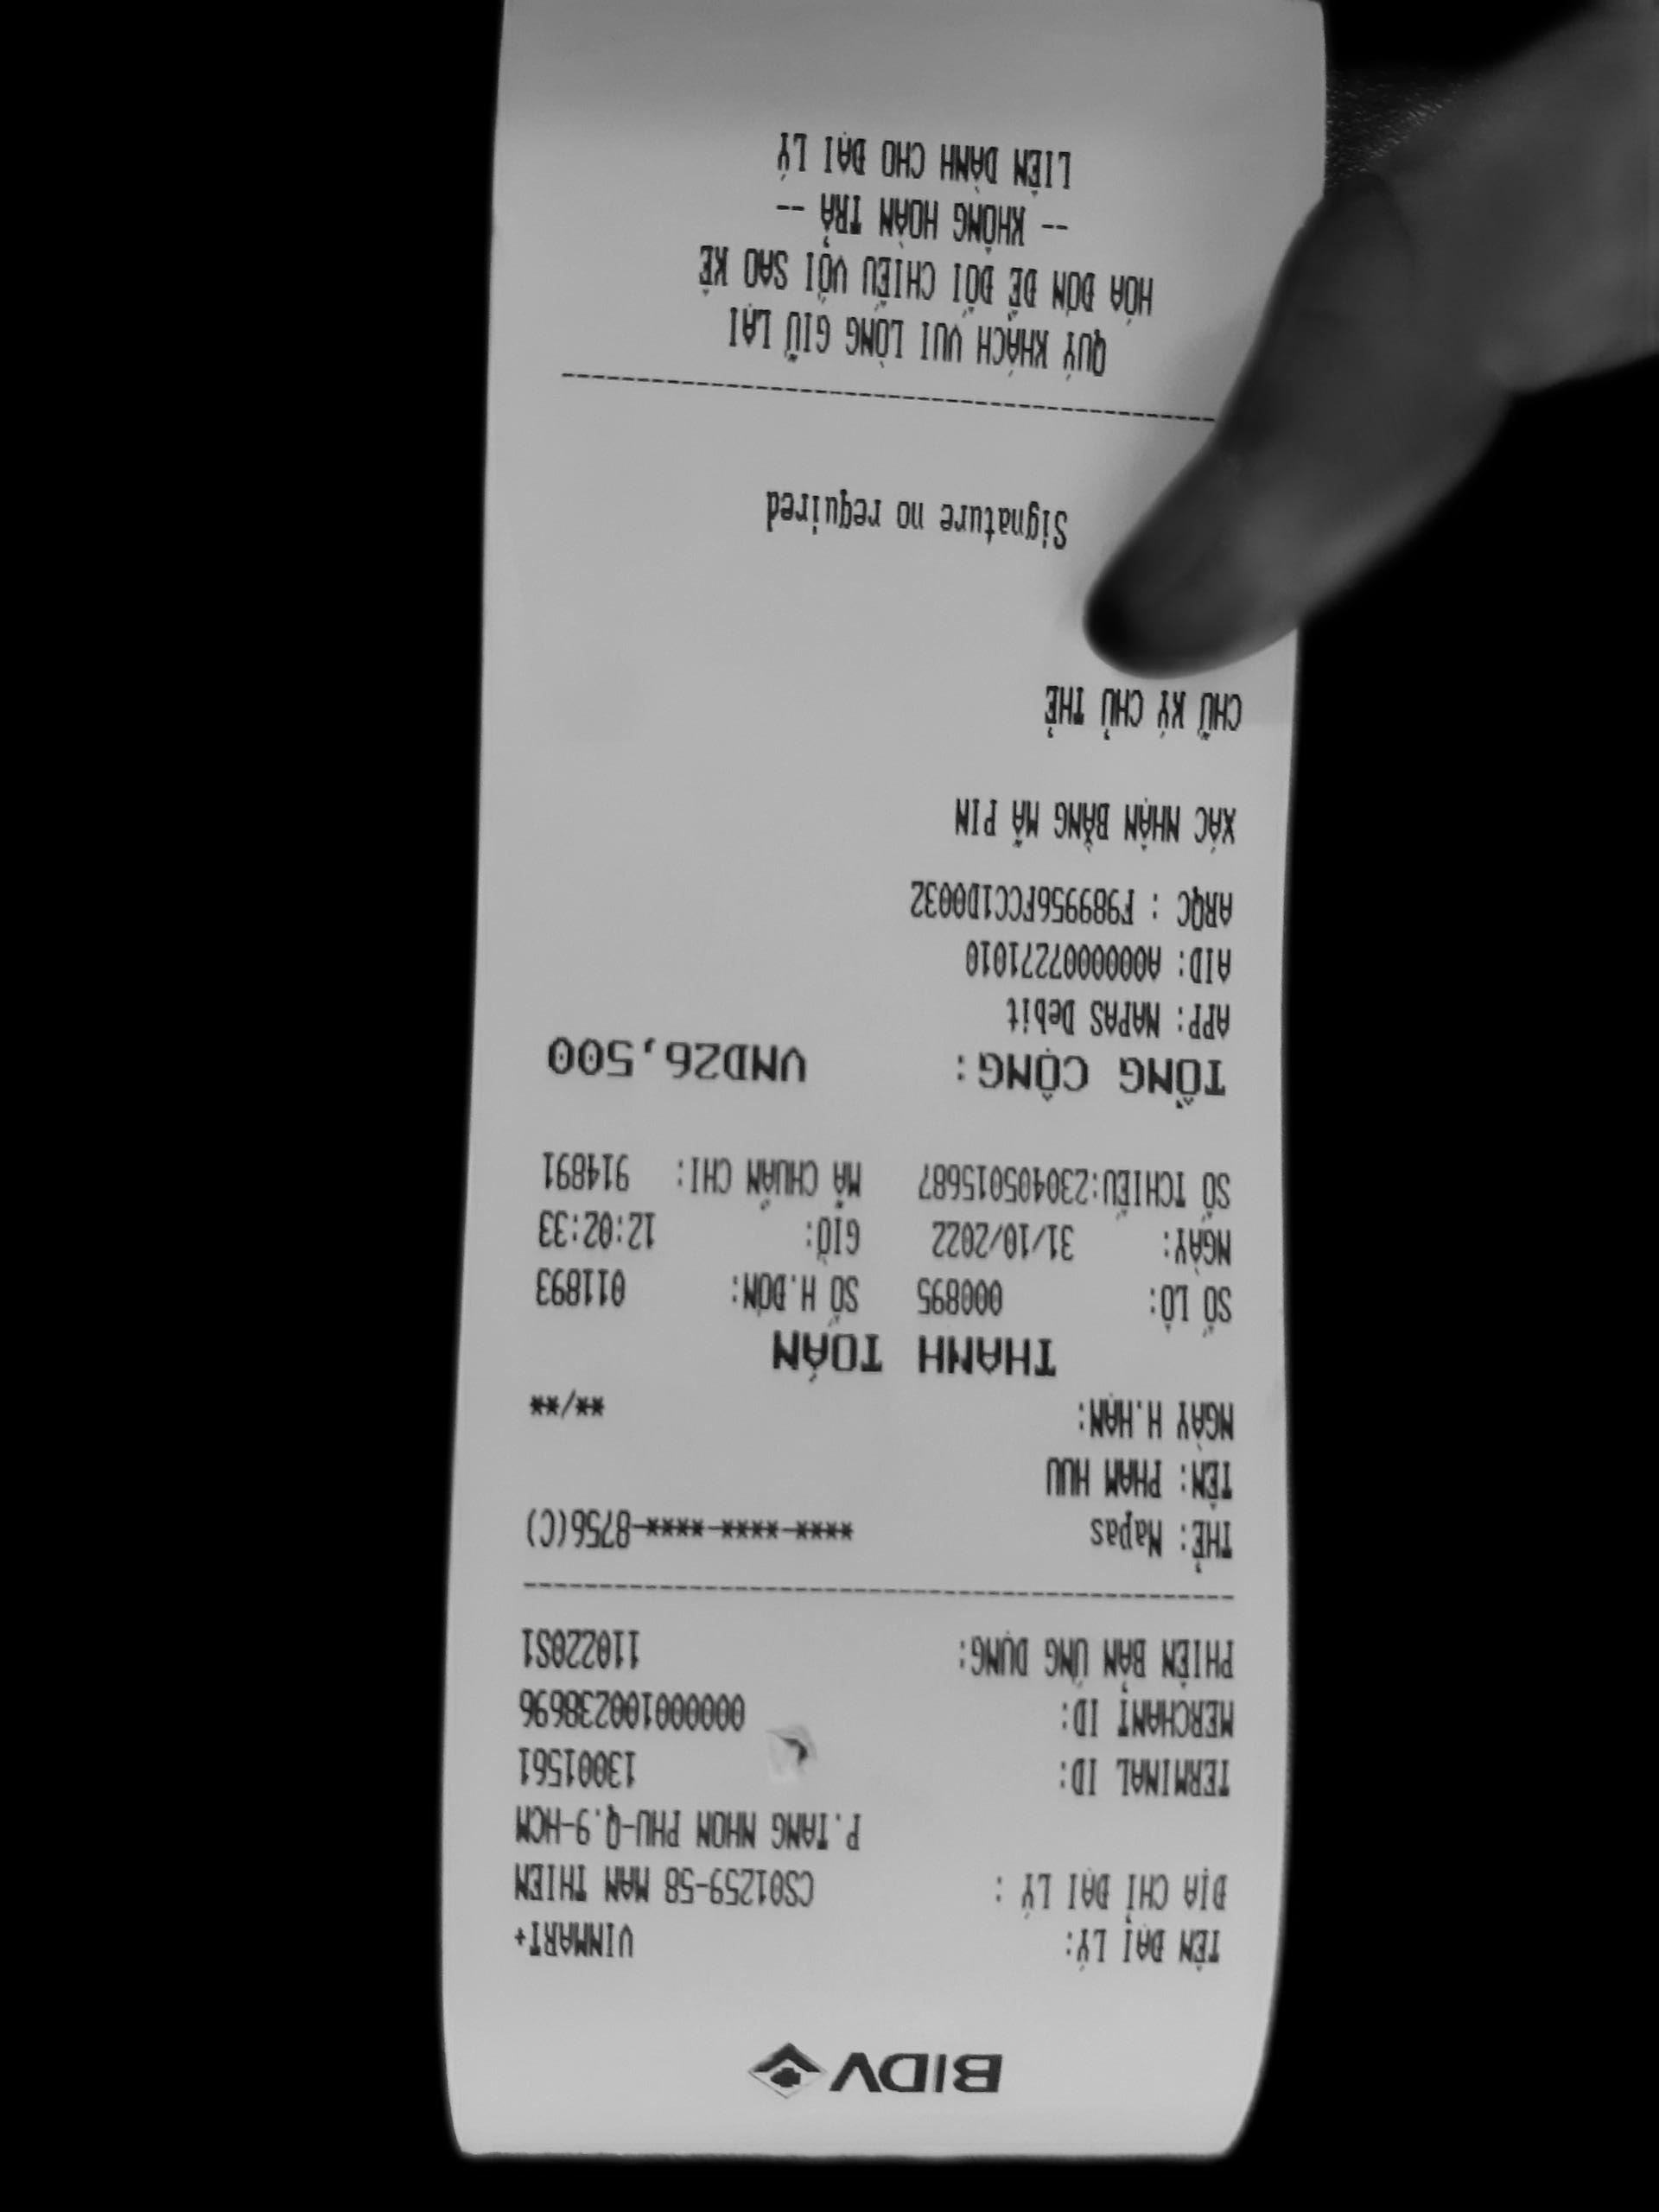 BIDV
TÊN ĐẠI LÝ: VINMART+
ĐỊA CHỈ ĐẠI LÝ : CS01259-58 MAN THIEN
P.TANG NHON PHU-Q.9-HCM
TERMINAL ID: 13001561
MERCHANT ID: 000000100238696
PHIÊN BẢN ỨNG DỤNG: 110220S1
THẺ: Napas ****-****-****-8756(C)
TÊN: PHAM HUU
NGÀY H.HẠN: **/**
THANH TOÁN
SỐ LÔ: 000895 SỐ H.ĐƠN: 011893
NGÀY: 31/10/2022 GIỜ: 12:02:33
SỐ TCHIẾU:230405015687 MÃ CHUẨN CHI: 914891
TỔNG CỘNG: VND26,500
APP: NAPAS Debit
AID: A0000007271010
ARQC : F989956FCC1D0032
XÁC NHẬN BẰNG MÃ PIN
CHỮ KÝ CHỦ THẺ
Signature no required
QUÝ KHÁCH VUI LÒNG GIỮ LẠI
HÓA ĐƠN ĐỂ ĐỐI CHIẾU VỚI SAO KÊ
-- KHÔNG HOÀN TRẢ --
LIÊN DÀNH CHO ĐẠI LÝ